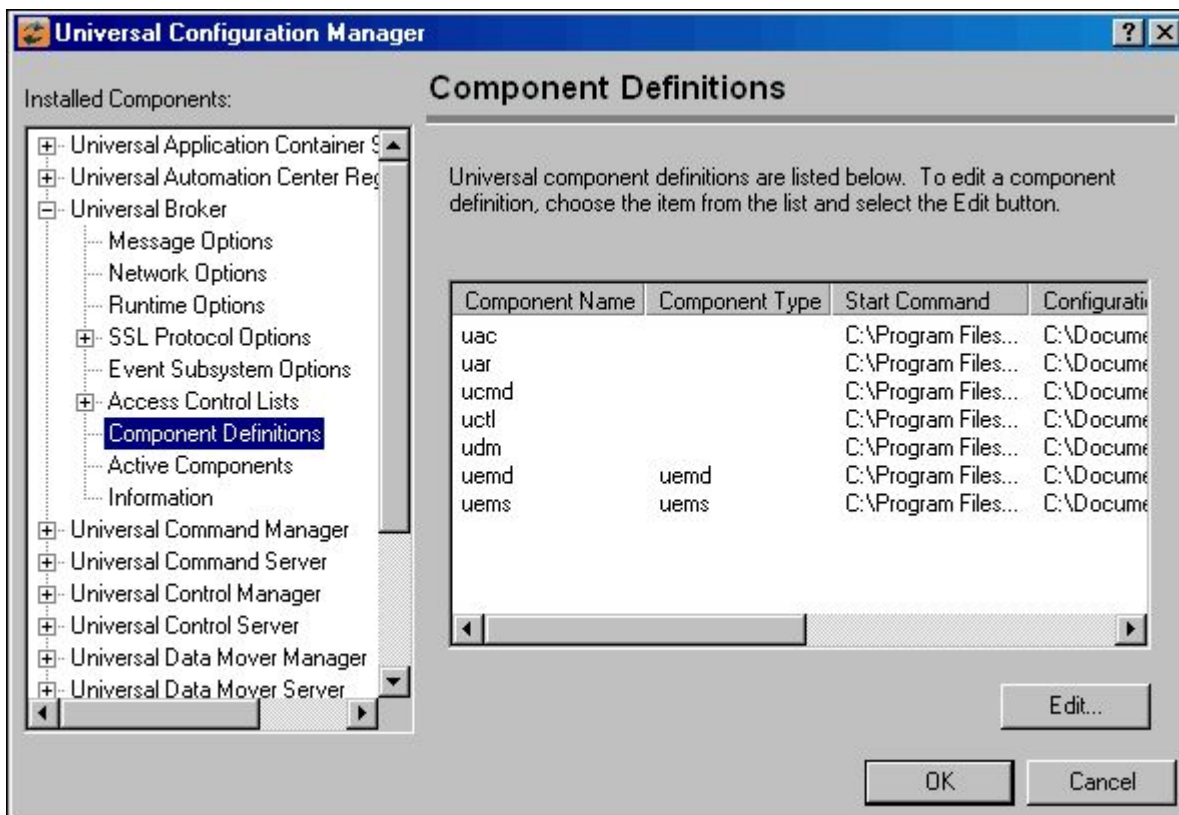 Universal Configuration Manager
Installed Components:
Universal Application Container S
Universal Automation Center Reg
Universal Broker
Message Options
Network Options
Runtime Options
SSL Protocol Options
Event Subsystem Options
Access Control Lists
Component Definitions
Active Components
Information
Universal Command Manager
Universal Command Server
Universal Control Manager
Universal Control Server
Universal Data Mover Manager
Universal Data Mover Server
Component Definitions
Universal component definitions are listed below. To edit a component
definition, choose the item from the list and select the Edit button.
Component Name Component Type Start Command Configurati
uac C:\Program Files... C:\Docume
uar C:\Program Files... C:\Docume
ucmd C:\Program Files... C:\Docume
uctl C:\Program Files... C:\Docume
udm C:\Program Files... C:\Docume
uemd uemd C:\Program Files... C:\Docume
uems uems C:\Program Files... C:\Docume
Edit...
OK Cancel